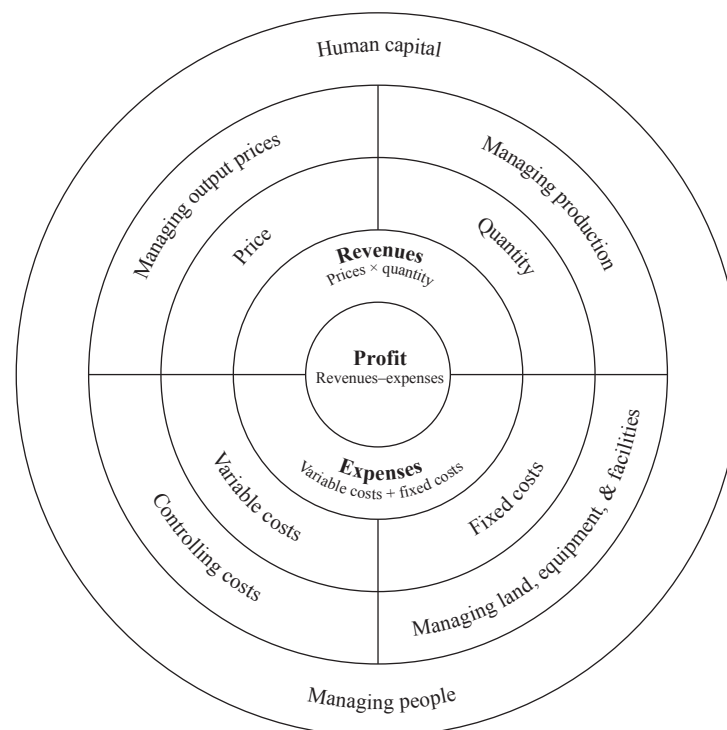 Human capital
Managing output prices
Managing production
Price
Quantity
Revenues
Prices × quantity
Profit
Revenues–expenses
Expenses
Variable costs + fixed costs
Variable costs
Fixed costs
Controlling costs
Managing land, equipment, & facilities
Managing people